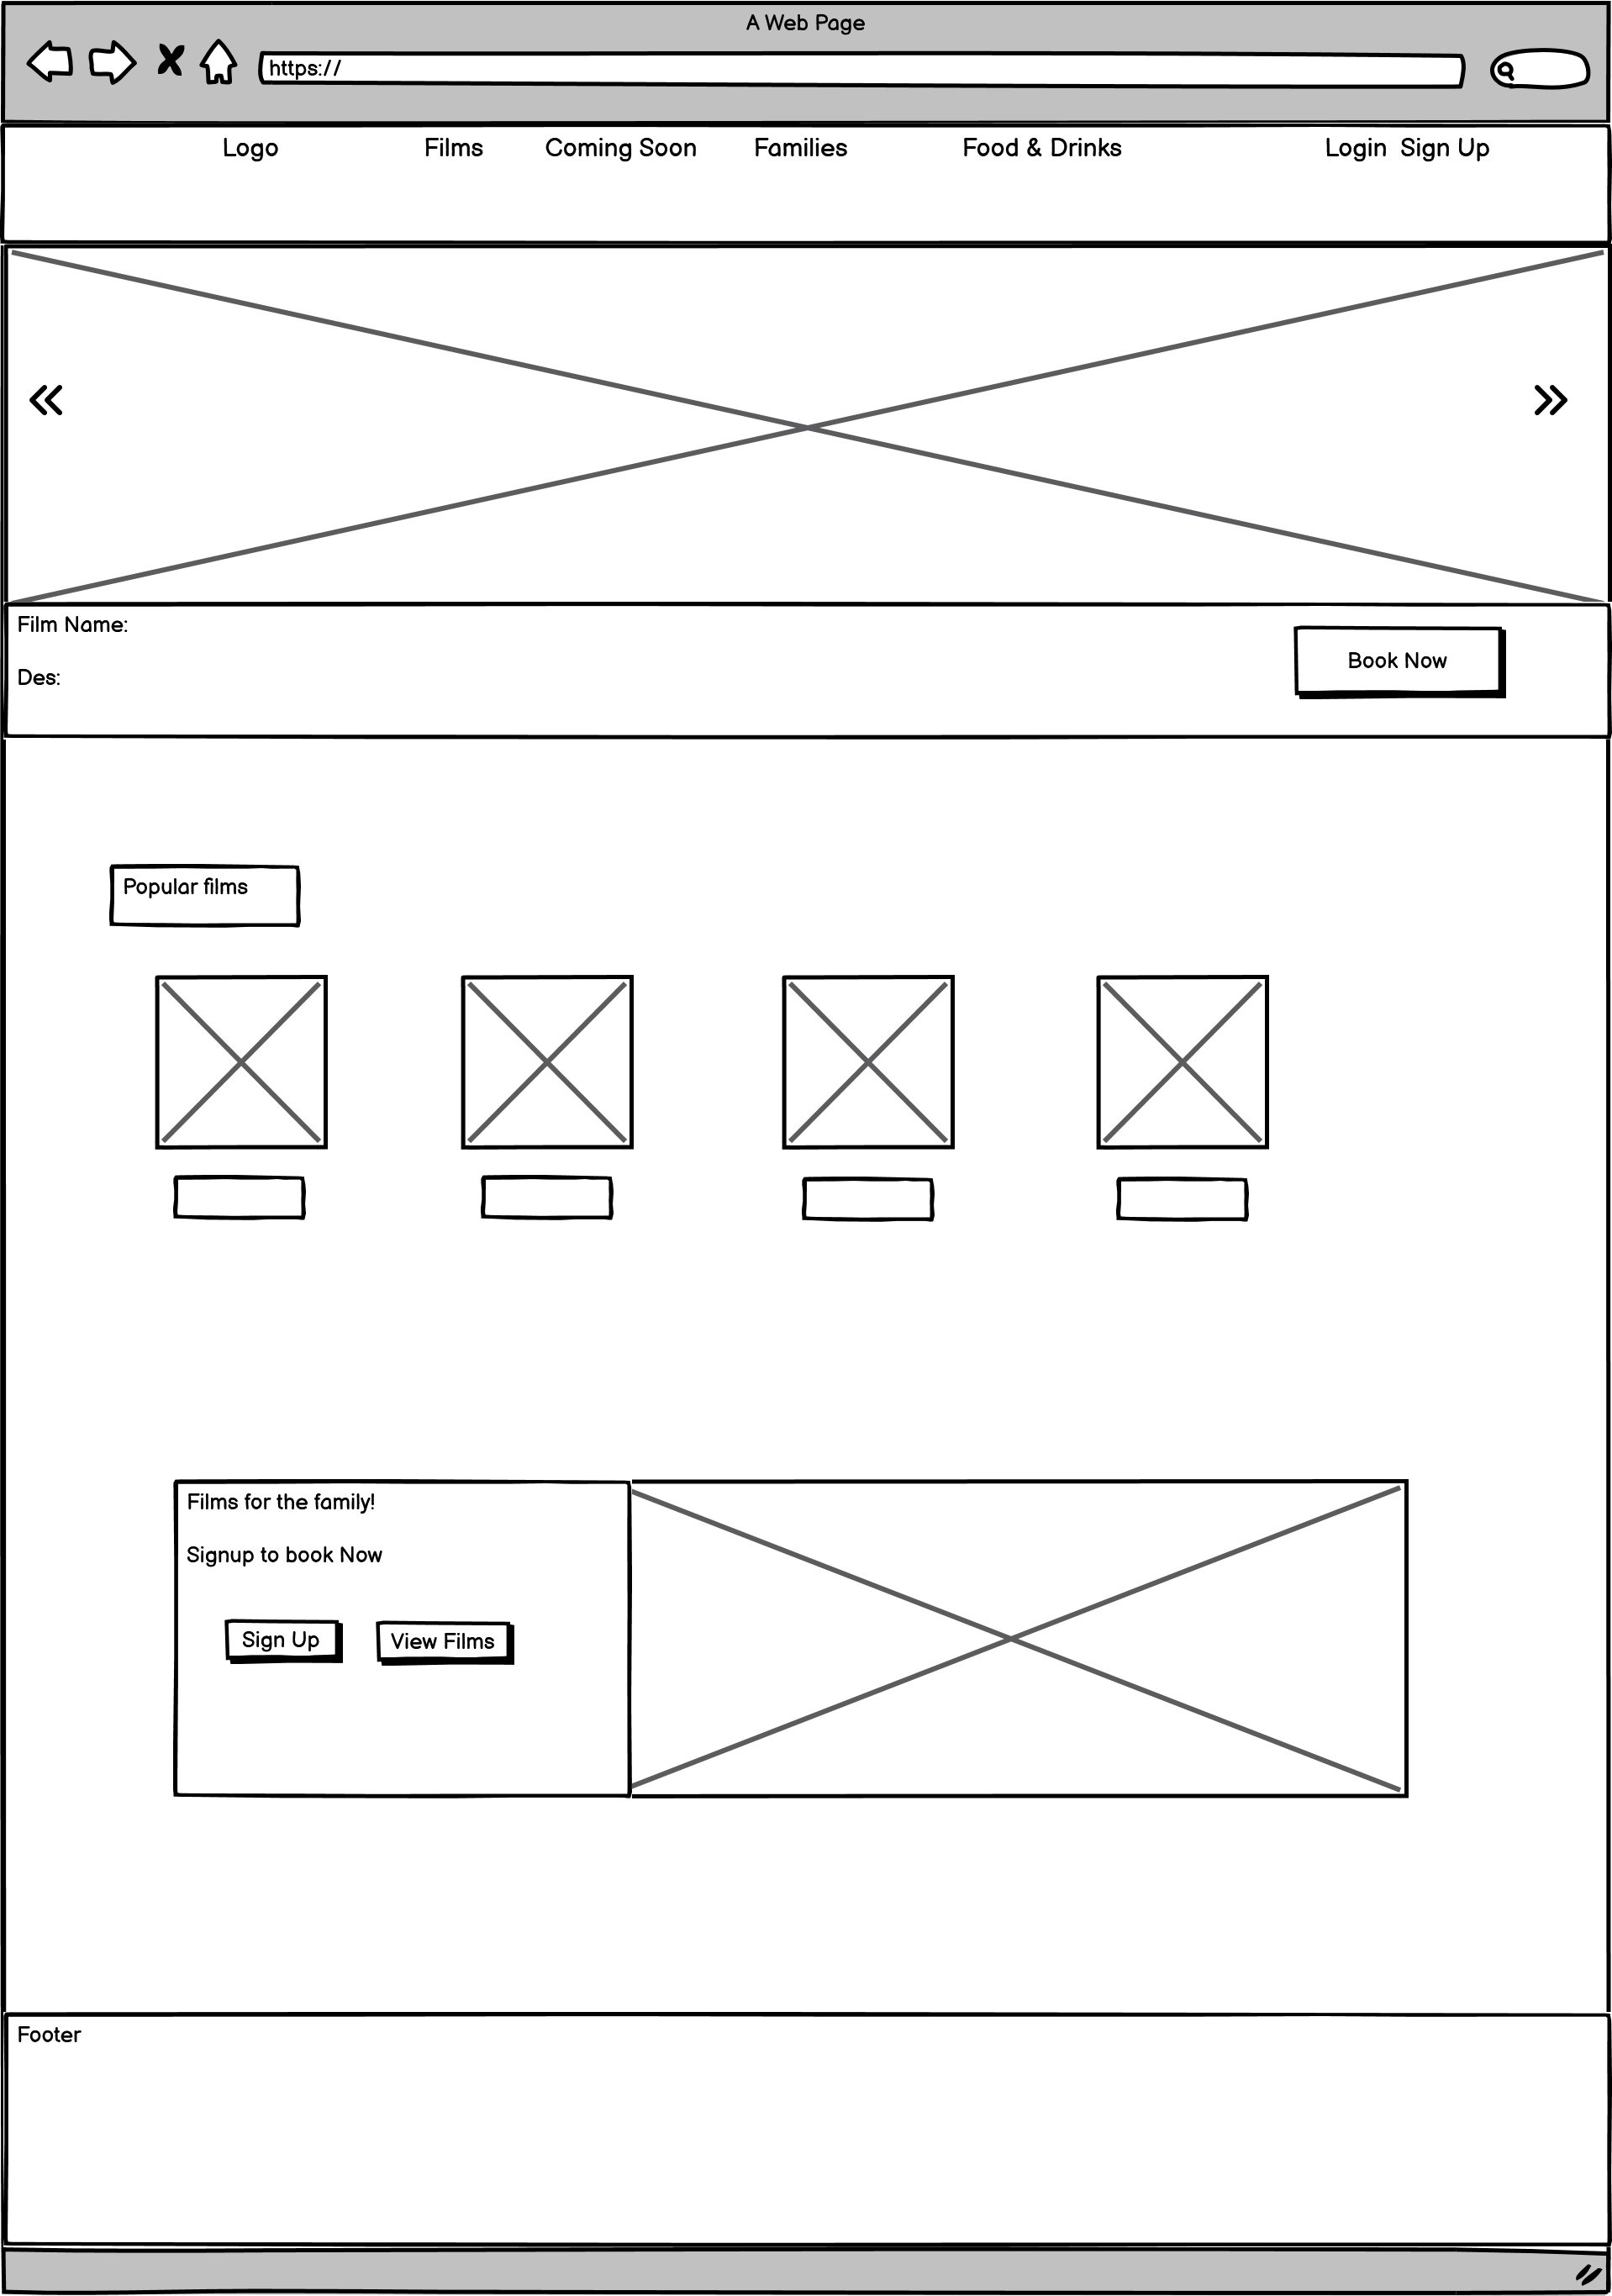 A Web Page
https://
Logo Films Coming Soon Families Food & Drinks Login Sign Up
Film Name:
Book Now
Des:
Popular films
Films for the family!
Signup to book Now
Sign Up View Films
Footer